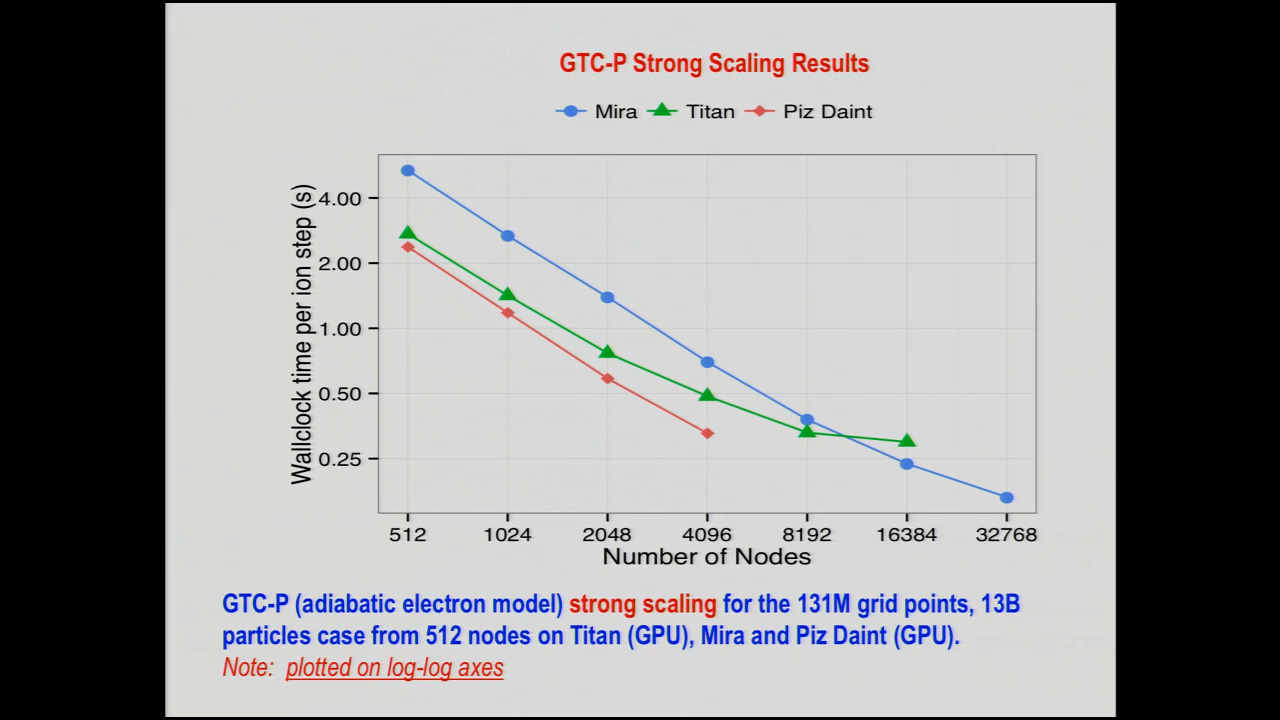 GTC-P Strong Scaling Results
Mira Titan Piz Daint
Wallclock time per ion step (s)
4.00
2.00
1.00
0.50
0.25
512 1024 2048 4096 8192 16384 32768
Number of Nodes
GTC-P (adiabatic electron model) strong scaling for the 131M grid points, 13B
particles case from 512 nodes on Titan (GPU), Mira and Piz Daint (GPU).
Note: plotted on log-log axes